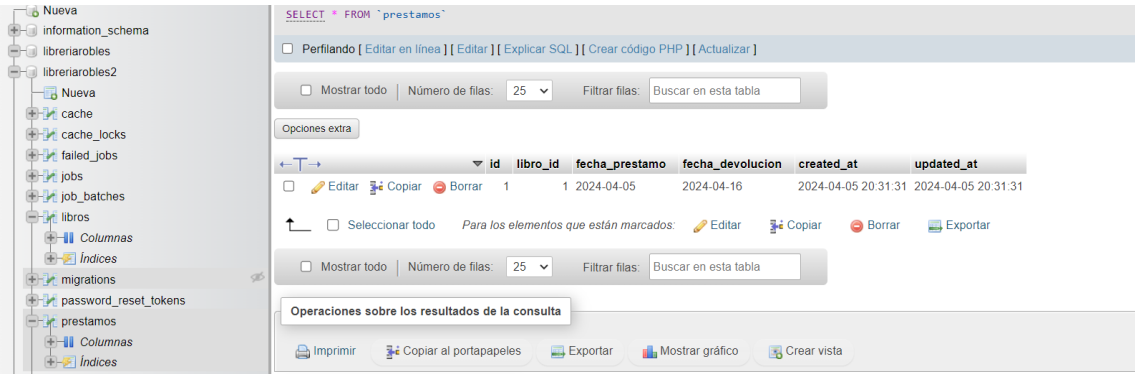 Nueva
information_schema
libreriarobles
libreriarobles2
Nueva
cache
cache_locks
failed_jobs
jobs
job_batches
libros
Columnas
Índices
migrations
password_reset_tokens
prestamos
Columnas
Índices
SELECT * FROM `prestamos`
Perfilando [ Editar en línea ] [ Editar ] [ Explicar SQL ] [ Crear código PHP ] [ Actualizar ]
Mostrar todo | Número de filas: 25 Filtrar filas: Buscar en esta tabla
Opciones extra
id libro_id fecha_prestamo fecha_devolucion created_at updated_at
Editar Copiar Borrar 1 1 2024-04-05 2024-04-16 2024-04-05 20:31:31 2024-04-05 20:31:31
Seleccionar todo Para los elementos que están marcados: Editar Copiar Borrar Exportar
Mostrar todo | Número de filas: 25 Filtrar filas: Buscar en esta tabla
Operaciones sobre los resultados de la consulta
Imprimir Copiar al portapapeles Exportar Mostrar gráfico Crear vista